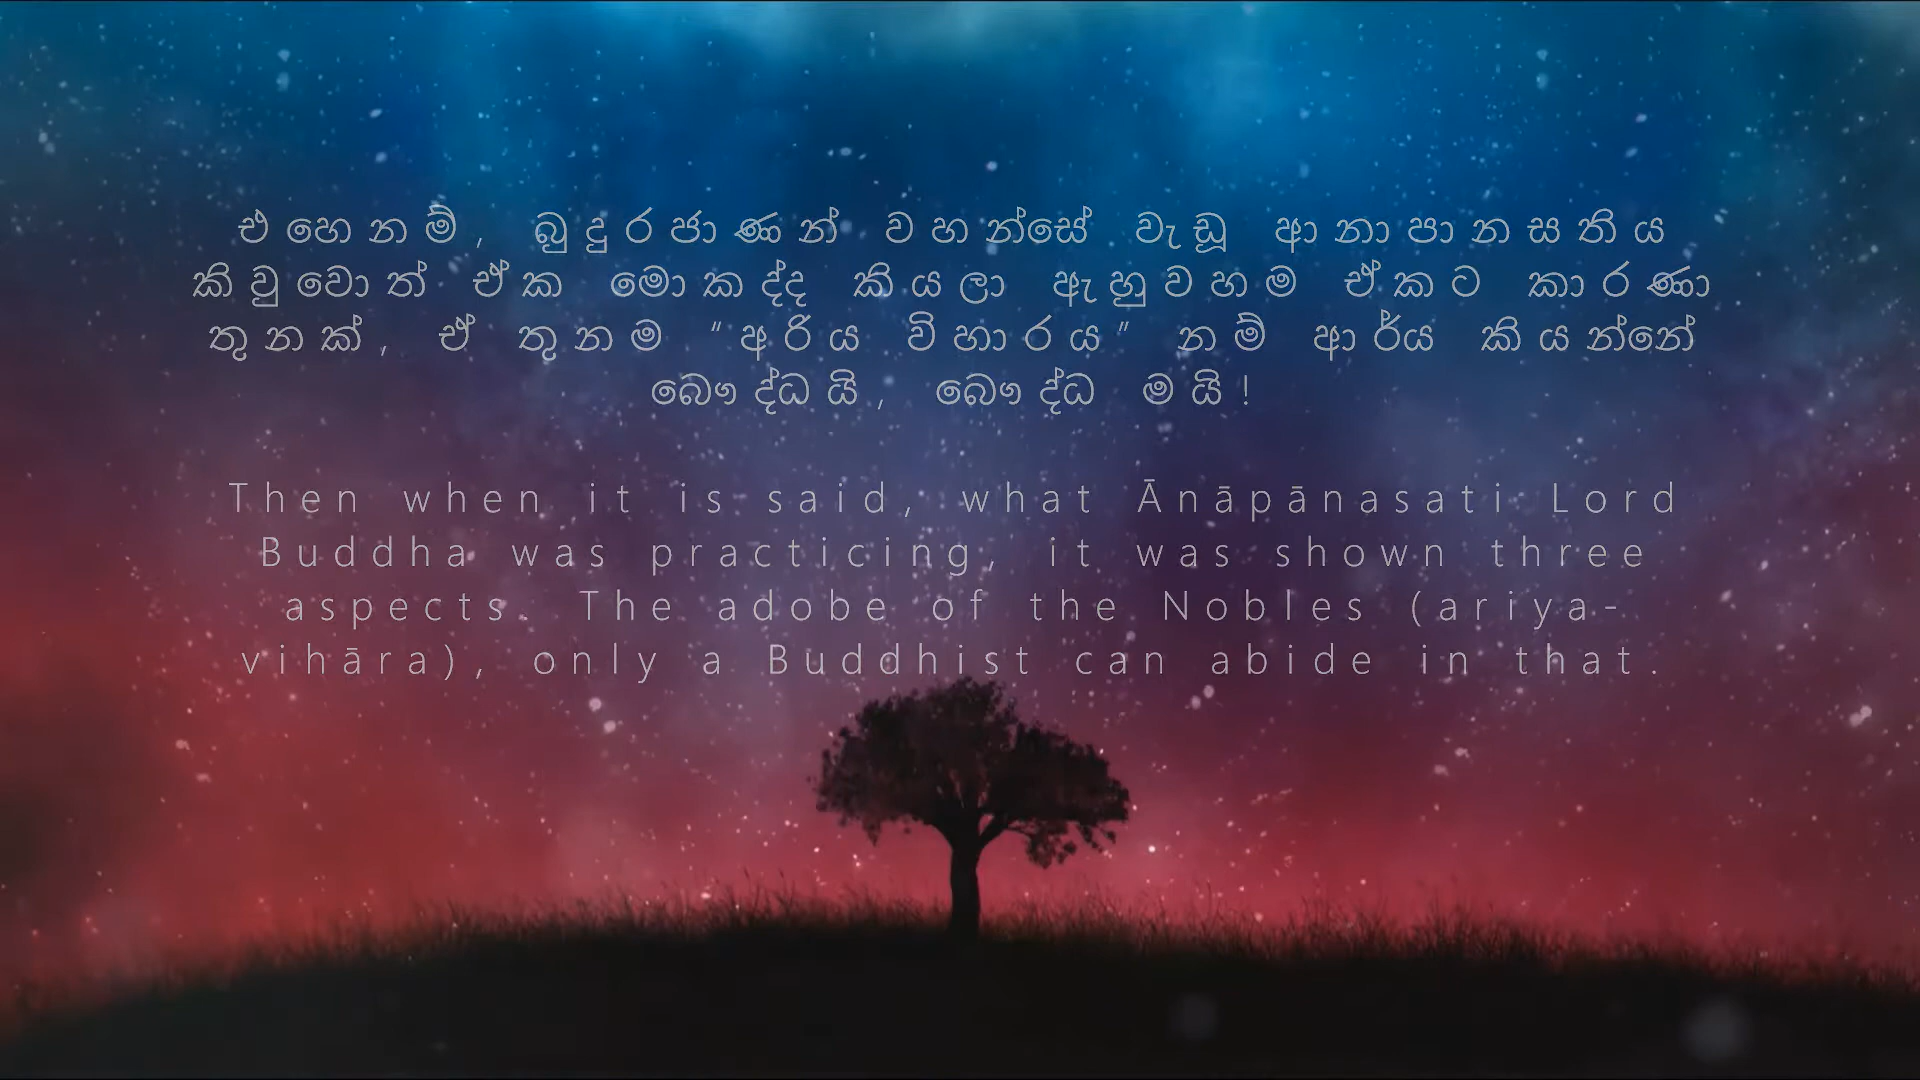 එහෙනම්, බුදුරජාණන් වහන්සේ වැඩූ ආනාපානසතිය
කිවුවොත් ඒක මොකද්ද කියලා ඇහුවහම ඒකට කාරණා
තුනක්, ඒ තුනම “අරිය විහාරය” නම් ආර්ය කියන්නේ
බෞද්ධයි, බෞද්ධ මයි!
Then when it is said, what Ānāpānasati Lord
Buddha was practicing, it was shown three
aspects. The adobe of the Nobles (ariya-
vihāra), only a Buddhist can abide in that.